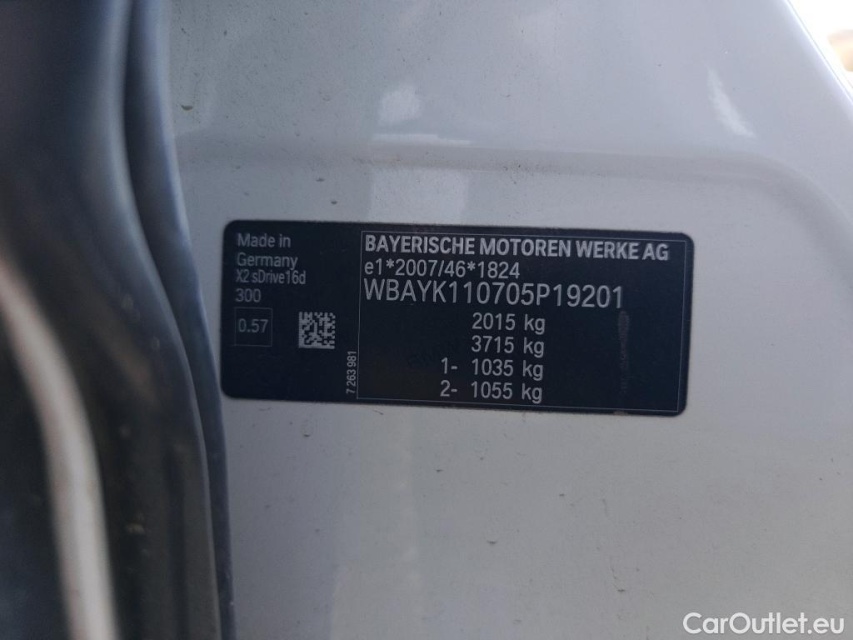 Made in
Germany
X2 sDrive16d
300
0.57
7 263 981
BAYERISCHE MOTOREN WERKE AG
e1*2007/46*1824
WBAYK110705P19201
2015 kg
3715 kg
1- 1035 kg
2- 1055 kg
CarOutlet.eu